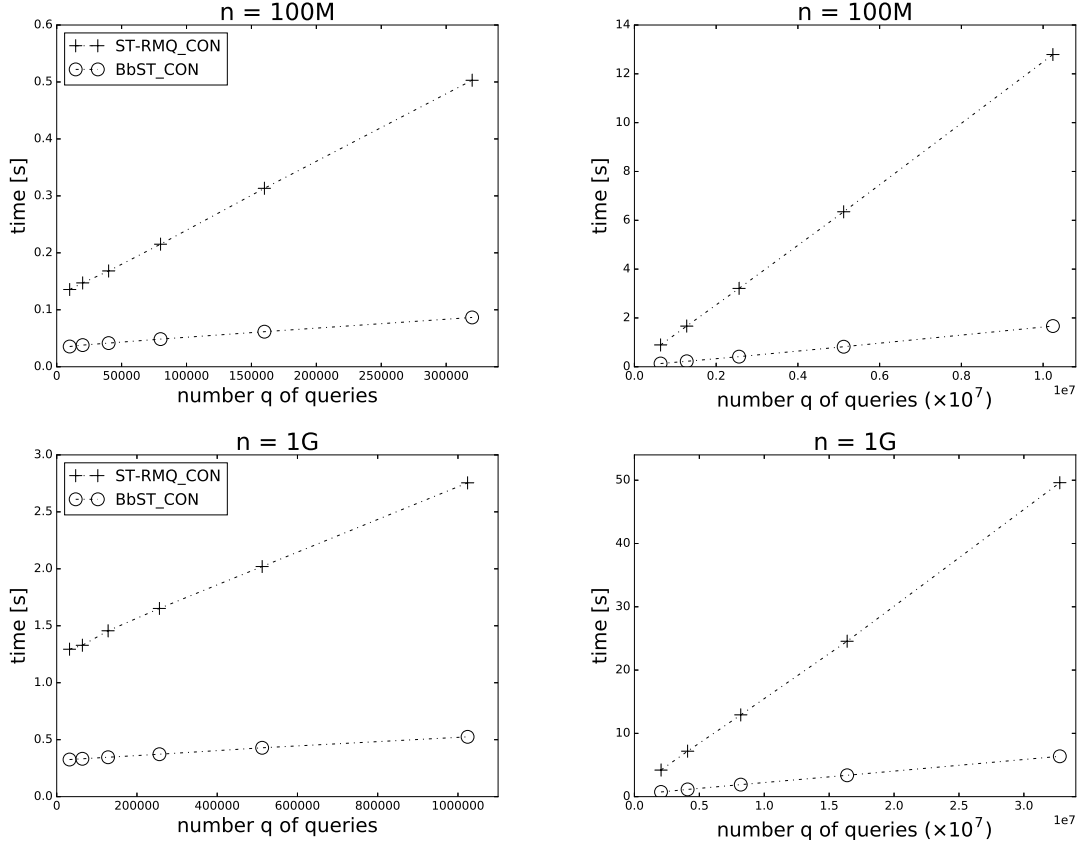 n = 100M
0.6
0.5
0.4
0.3
0.2
0.1
0.0
time [s]
ST-RMQ_CON
BbST_CON
0 50000 100000 150000 200000 250000 300000
number q of queries
n = 100M
14
12
10
8
6
4
2
0
time [s]
0.0 0.2 0.4 0.6 0.8 1.0
1e7
number q of queries (×10⁷)
n = 1G
3.0
2.5
2.0
1.5
1.0
0.5
0.0
time [s]
ST-RMQ_CON
BbST_CON
0 200000 400000 600000 800000 1000000
number q of queries
n = 1G
50
40
30
20
10
0
time [s]
0.0 0.5 1.0 1.5 2.0 2.5 3.0
1e7
number q of queries (×10⁷)